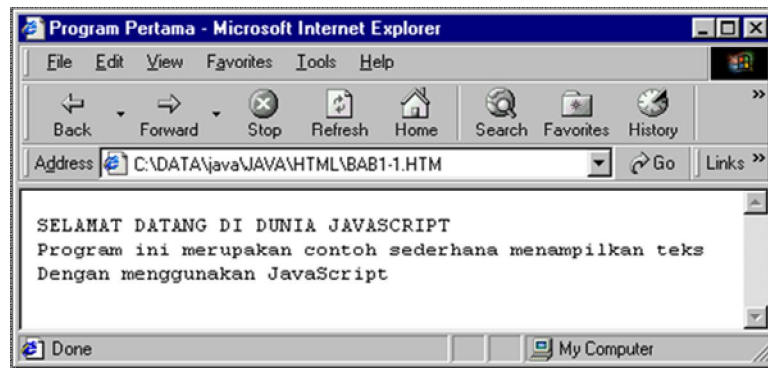 Program Pertama - Microsoft Internet Explorer
File Edit View Favorites Tools Help
Back Forward Stop Refresh Home Search Favorites History »
Address C:\DATA\java\JAVA\HTML\BAB1-1.HTM Go Links »
SELAMAT DATANG DI DUNIA JAVASCRIPT
Program ini merupakan contoh sederhana menampilkan teks
Dengan menggunakan JavaScript
Done My Computer